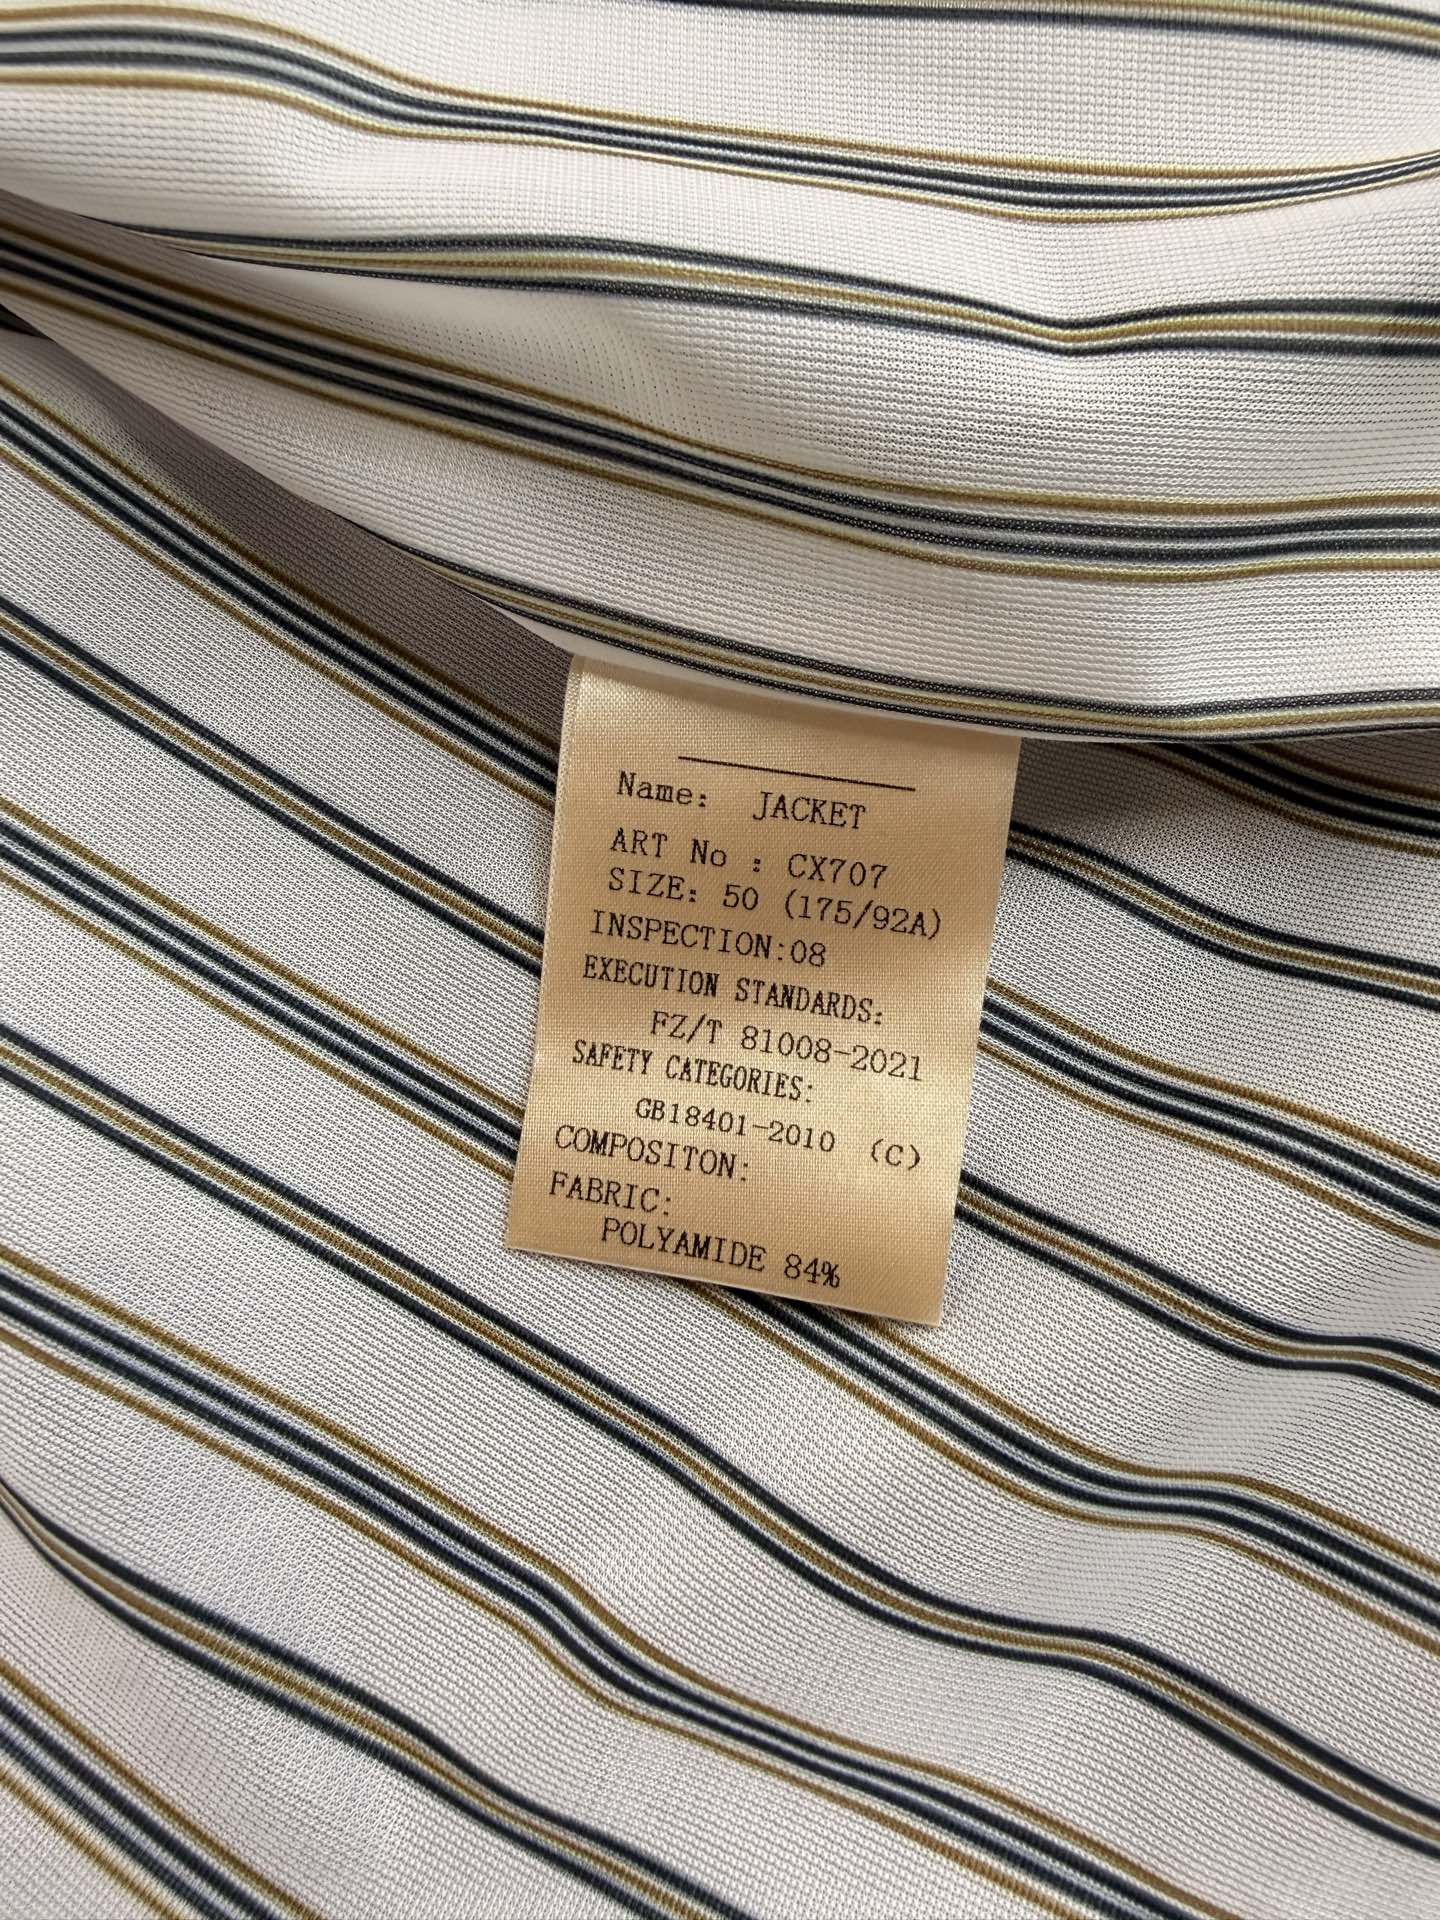 Name: JACKET
ART No : CX707
SIZE: 50 (175/92A)
INSPECTION:08
EXECUTION STANDARDS:
FZ/T 81008-2021
SAFETY CATEGORIES:
GB18401-2010 (C)
COMPOSITON:
FABRIC:
POLYAMIDE 84%